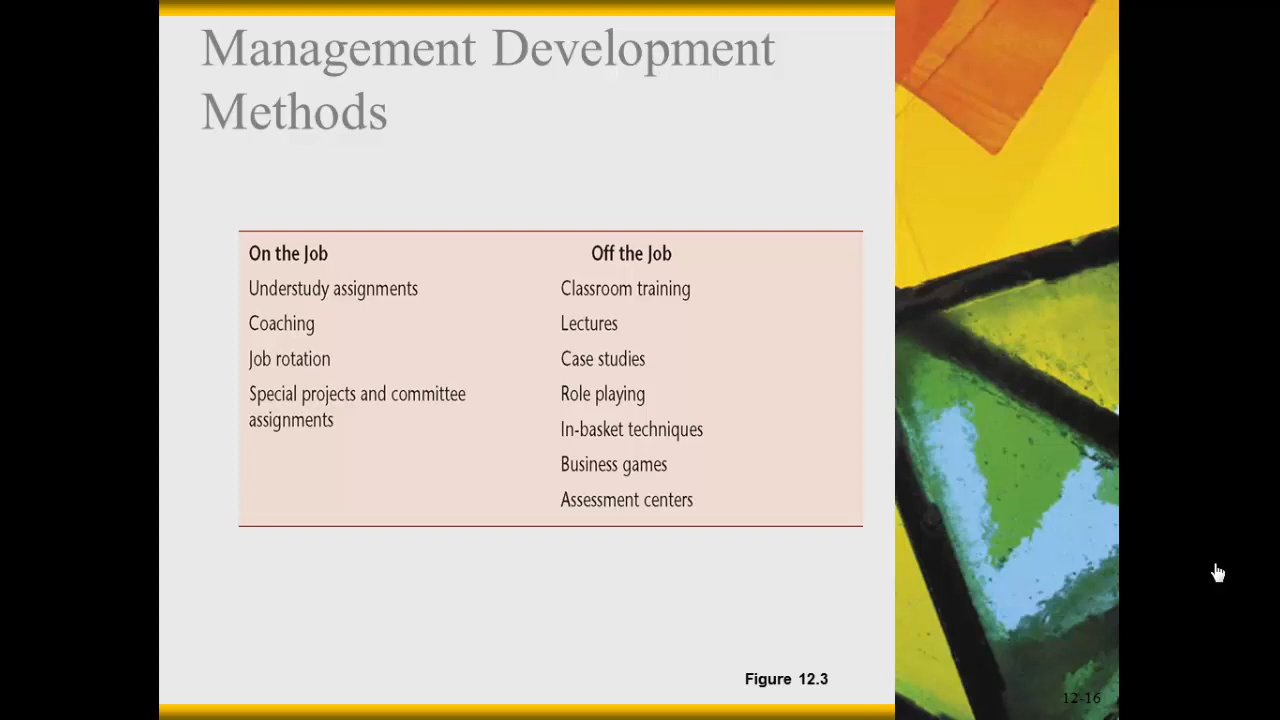 Management Development
Methods
On the Job
Off the Job
Understudy assignments
Classroom training
Coaching
Lectures
Job rotation
Case studies
Special projects and committee
assignments
Role playing
In-basket techniques
Business games
Assessment centers
Figure 12.3
12-16